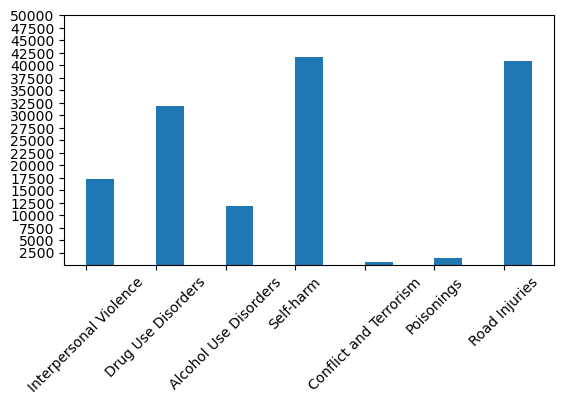 50000
47500
45000
42500
40000
37500
35000
32500
30000
27500
25000
22500
20000
17500
15000
12500
10000
7500
5000
2500
Interpersonal Violence
Drug Use Disorders
Alcohol Use Disorders
Self-harm
Conflict and Terrorism
Poisonings
Road Injuries